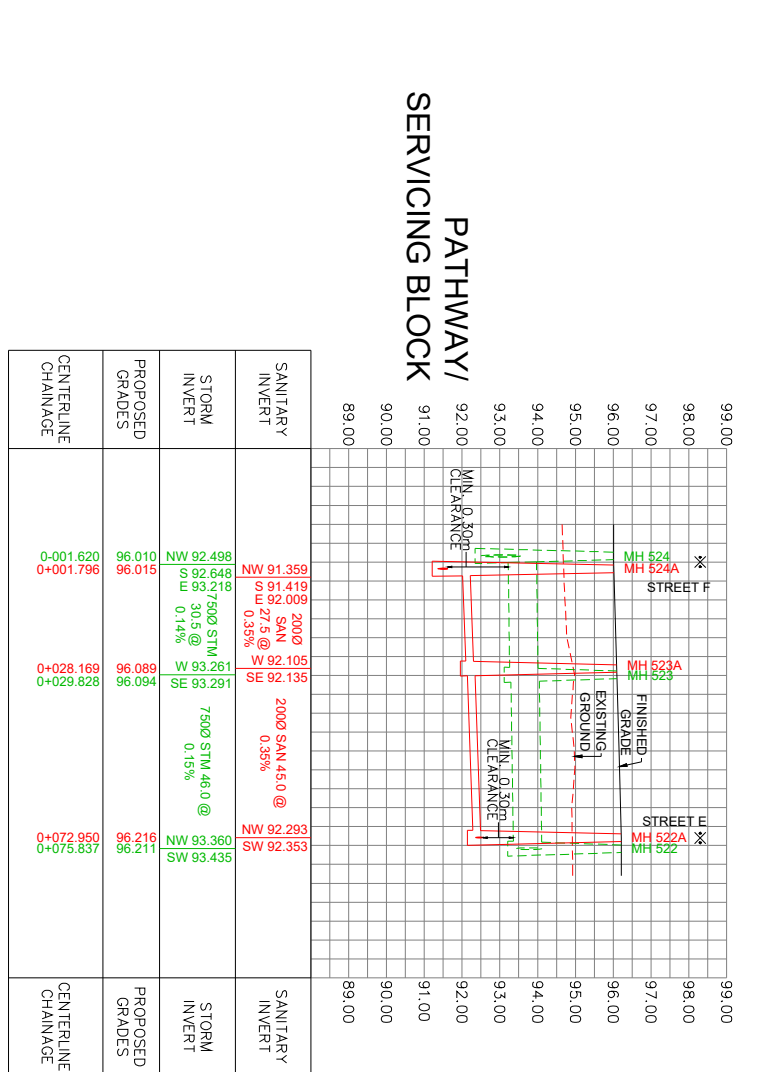 PATHWAY/
SERVICING BLOCK
99.00
98.00
97.00
96.00
95.00
94.00
93.00
92.00
91.00
90.00
89.00
99.00
98.00
97.00
96.00
95.00
94.00
93.00
92.00
91.00
90.00
89.00
※
MH 524
MH 524A
STREET F
MH 523A
MH 523
STREET E
MH 522A
※
MH 522
FINISHED
GRADE
EXISTING
GROUND
MIN. 0.30m
CLEARANCE
MIN. 0.30m
CLEARANCE
SANITARY
INVERT
NW 91.359
S 91.419
E 92.009
200Ø
SAN
27.5 @
0.35%
W 92.105
SE 92.135
200Ø SAN 45.0 @
0.35%
NW 92.293
SW 92.353
SANITARY
INVERT
STORM
INVERT
NW 92.498
S 92.648
E 93.218
750Ø STM
30.5 @
0.14%
W 93.261
SE 93.291
750Ø STM 46.0 @
0.15%
NW 93.360
SW 93.435
STORM
INVERT
PROPOSED
GRADES
96.010
96.015
96.089
96.094
96.216
96.211
PROPOSED
GRADES
CENTERLINE
CHAINAGE
0-001.620
0+001.796
0+028.169
0+029.828
0+072.950
0+075.837
CENTERLINE
CHAINAGE